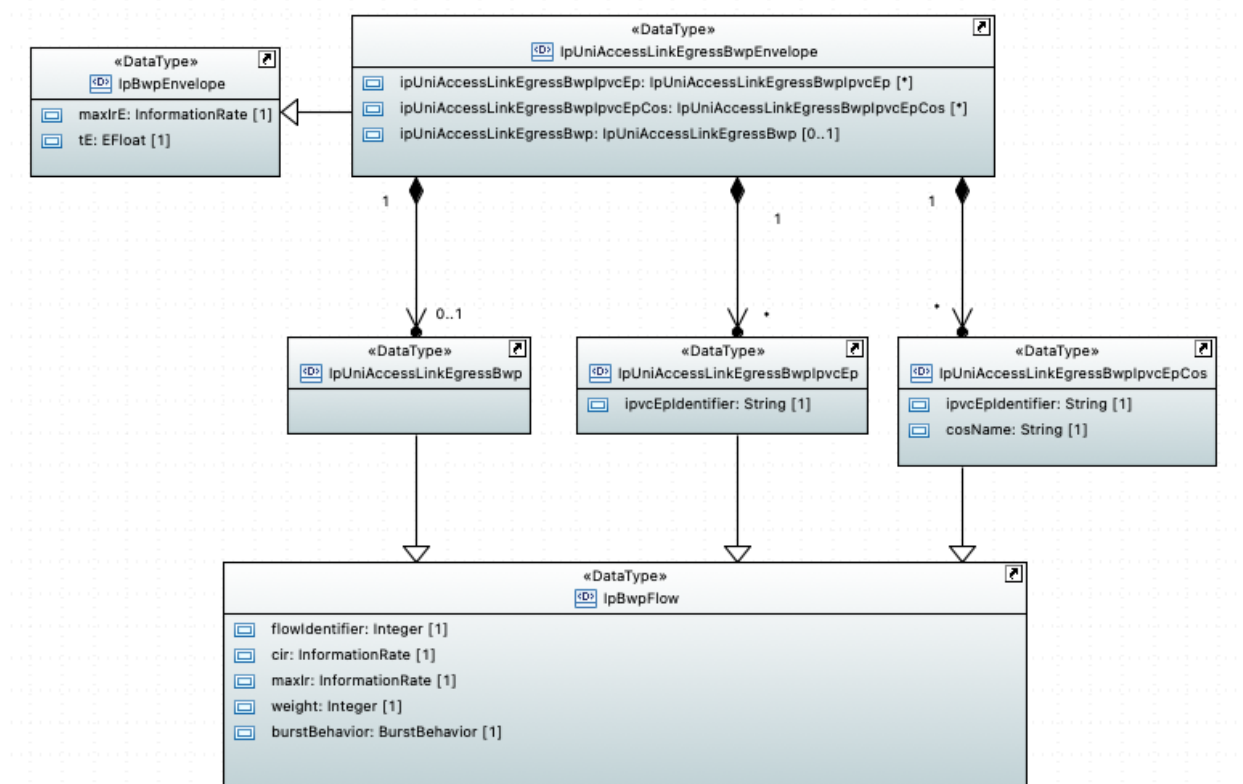 «DataType»
IpBwpEnvelope
maxIrE: InformationRate [1]
tE: EFloat [1]
«DataType»
IpUniAccessLinkEgressBwpEnvelope
ipUniAccessLinkEgressBwpIpvcEp: IpUniAccessLinkEgressBwpIpvcEp [*]
ipUniAccessLinkEgressBwpIpvcEpCos: IpUniAccessLinkEgressBwpIpvcEpCos [*]
ipUniAccessLinkEgressBwp: IpUniAccessLinkEgressBwp [0..1]
1
1
1
0..1
*
*
«DataType»
IpUniAccessLinkEgressBwp
«DataType»
IpUniAccessLinkEgressBwpIpvcEp
ipvcEpIdentifier: String [1]
«DataType»
IpUniAccessLinkEgressBwpIpvcEpCos
ipvcEpIdentifier: String [1]
cosName: String [1]
«DataType»
IpBwpFlow
flowIdentifier: Integer [1]
cir: InformationRate [1]
maxIr: InformationRate [1]
weight: Integer [1]
burstBehavior: BurstBehavior [1]